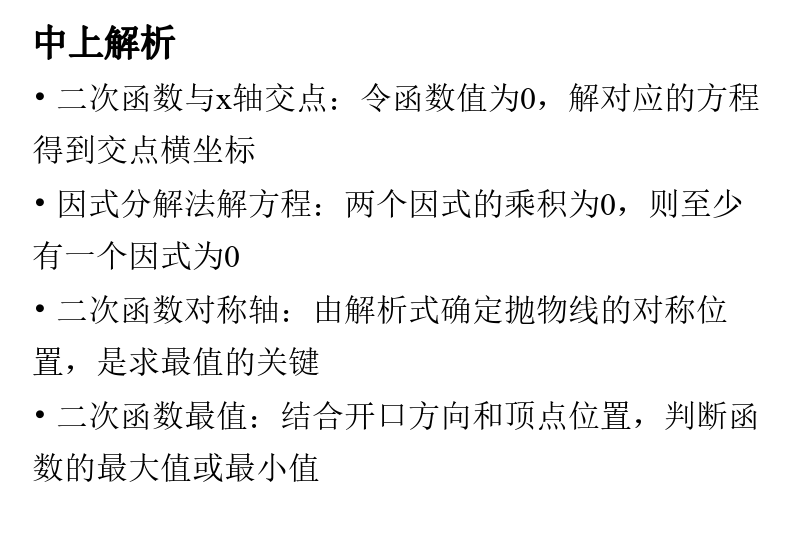 中上解析
• 二次函数与x轴交点：令函数值为0，解对应的方程
得到交点横坐标
• 因式分解法解方程：两个因式的乘积为0，则至少
有一个因式为0
• 二次函数对称轴：由解析式确定抛物线的对称位
置，是求最值的关键
• 二次函数最值：结合开口方向和顶点位置，判断函
数的最大值或最小值